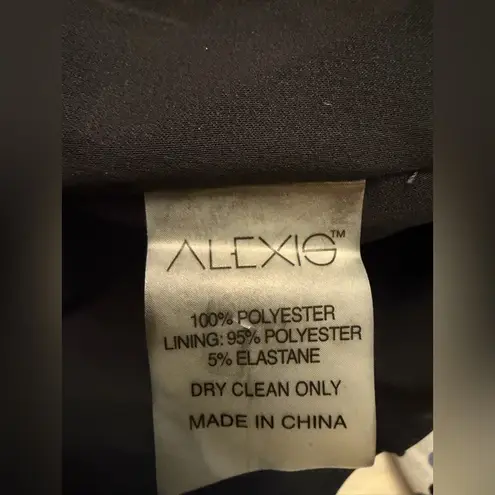 ALEXIS™
100% POLYESTER
LINING: 95% POLYESTER
5% ELASTANE
DRY CLEAN ONLY
MADE IN CHINA